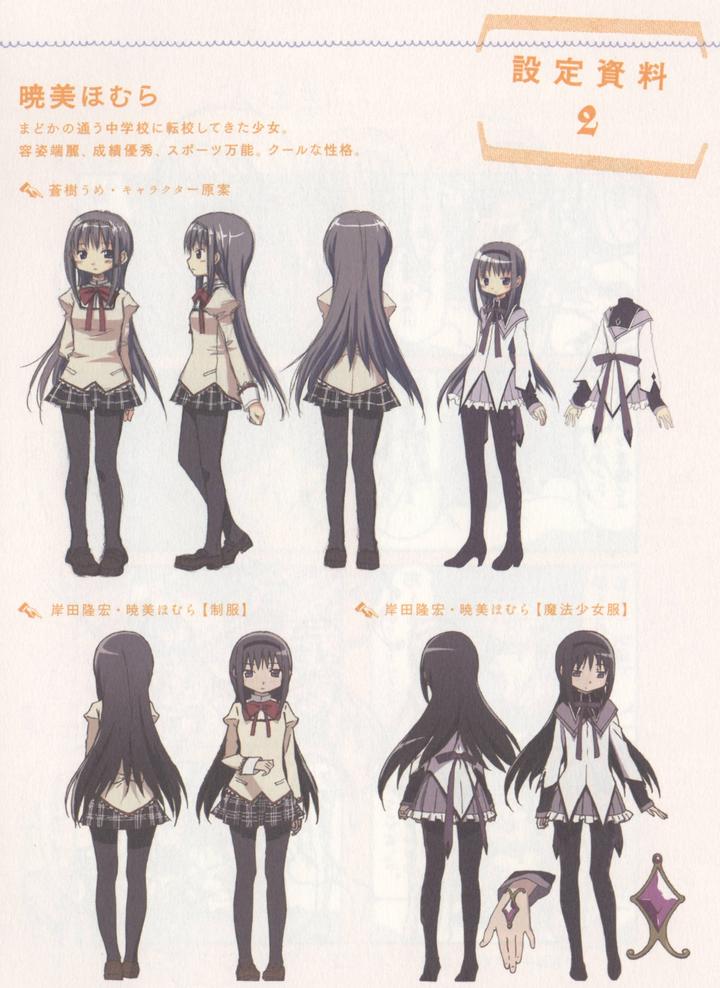 設定資料
2
暁美ほむら
まどかの通う中学校に転校してきた少女。
容姿端麗、成績優秀、スポーツ万能。クールな性格。
蒼樹うめ・キャラクター原案
岸田隆宏・暁美ほむら【制服】
岸田隆宏・暁美ほむら【魔法少女服】